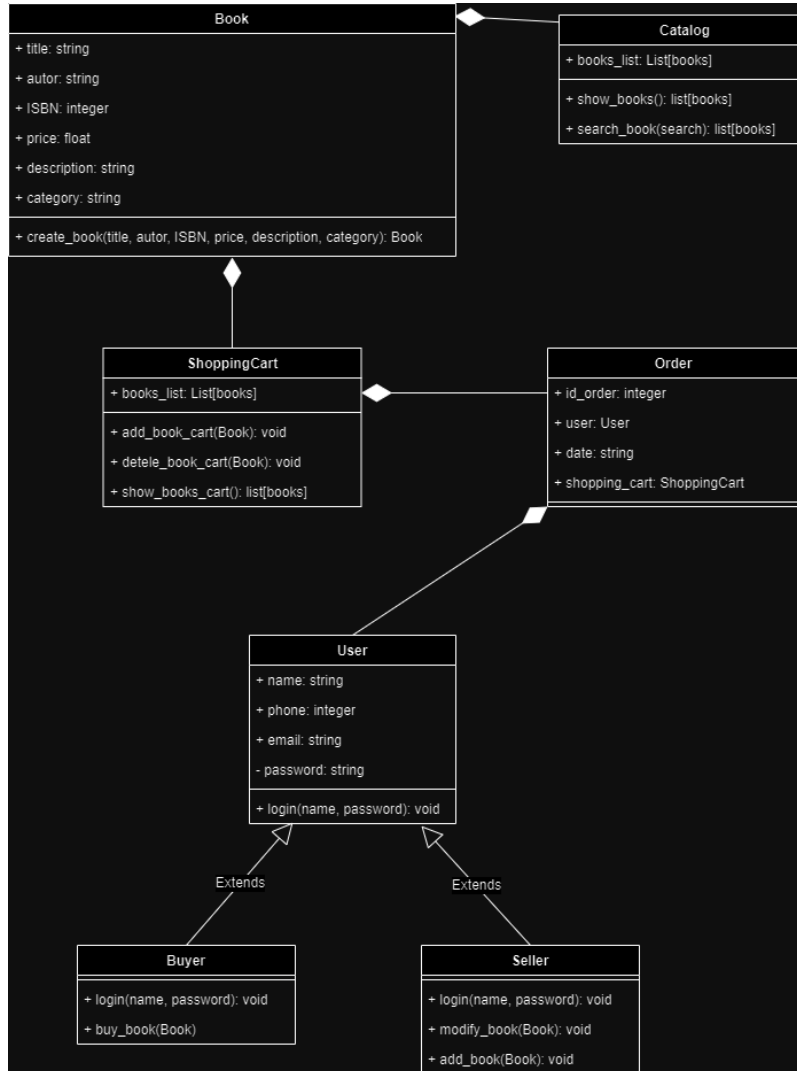 Book
+ title: string
+ autor: string
+ ISBN: integer
+ price: float
+ description: string
+ category: string
+ create_book(title, autor, ISBN, price, description, category): Book
Catalog
+ books_list: List[books]
+ show_books(): list[books]
+ search_book(search): list[books]
ShoppingCart
+ books_list: List[books]
+ add_book_cart(Book): void
+ detele_book_cart(Book): void
+ show_books_cart(): list[books]
Order
+ id_order: integer
+ user: User
+ date: string
+ shopping_cart: ShoppingCart
User
+ name: string
+ phone: integer
+ email: string
- password: string
+ login(name, password): void
Extends
Extends
Buyer
+ login(name, password): void
+ buy_book(Book)
Seller
+ login(name, password): void
+ modify_book(Book): void
+ add_book(Book): void